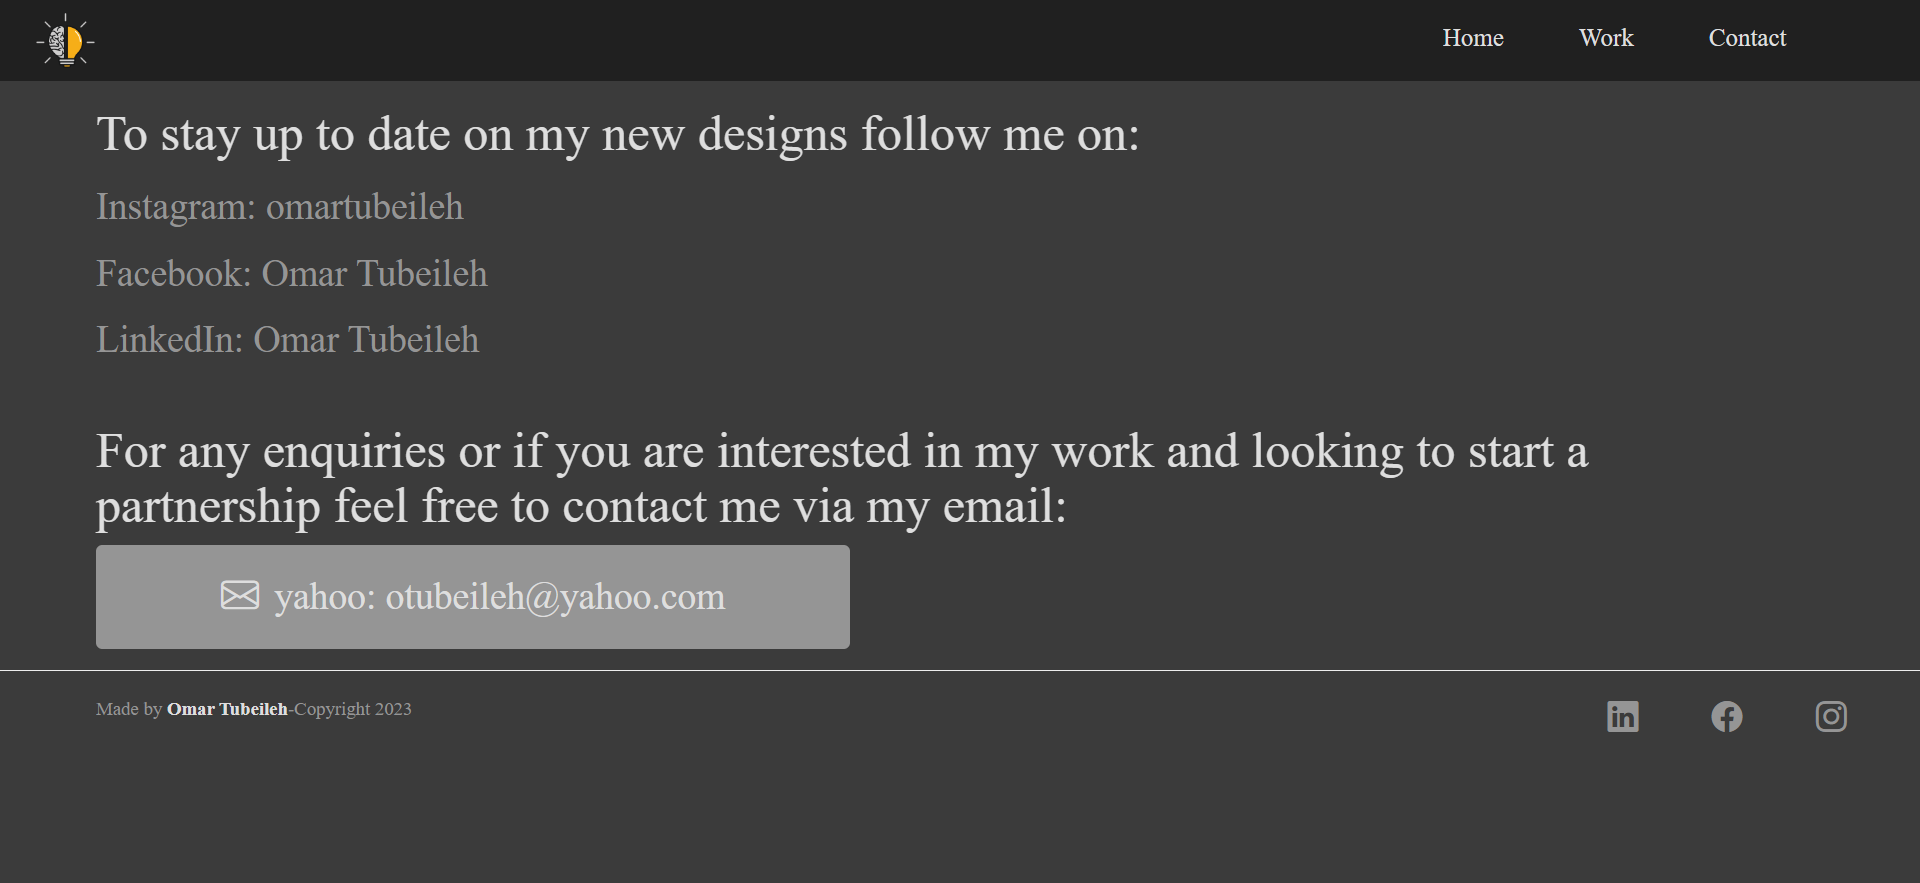 Home Work Contact
To stay up to date on my new designs follow me on:
Instagram: omartubeileh
Facebook: Omar Tubeileh
LinkedIn: Omar Tubeileh
For any enquiries or if you are interested in my work and looking to start a
partnership feel free to contact me via my email:
yahoo: otubeileh@yahoo.com
Made by Omar Tubeileh-Copyright 2023